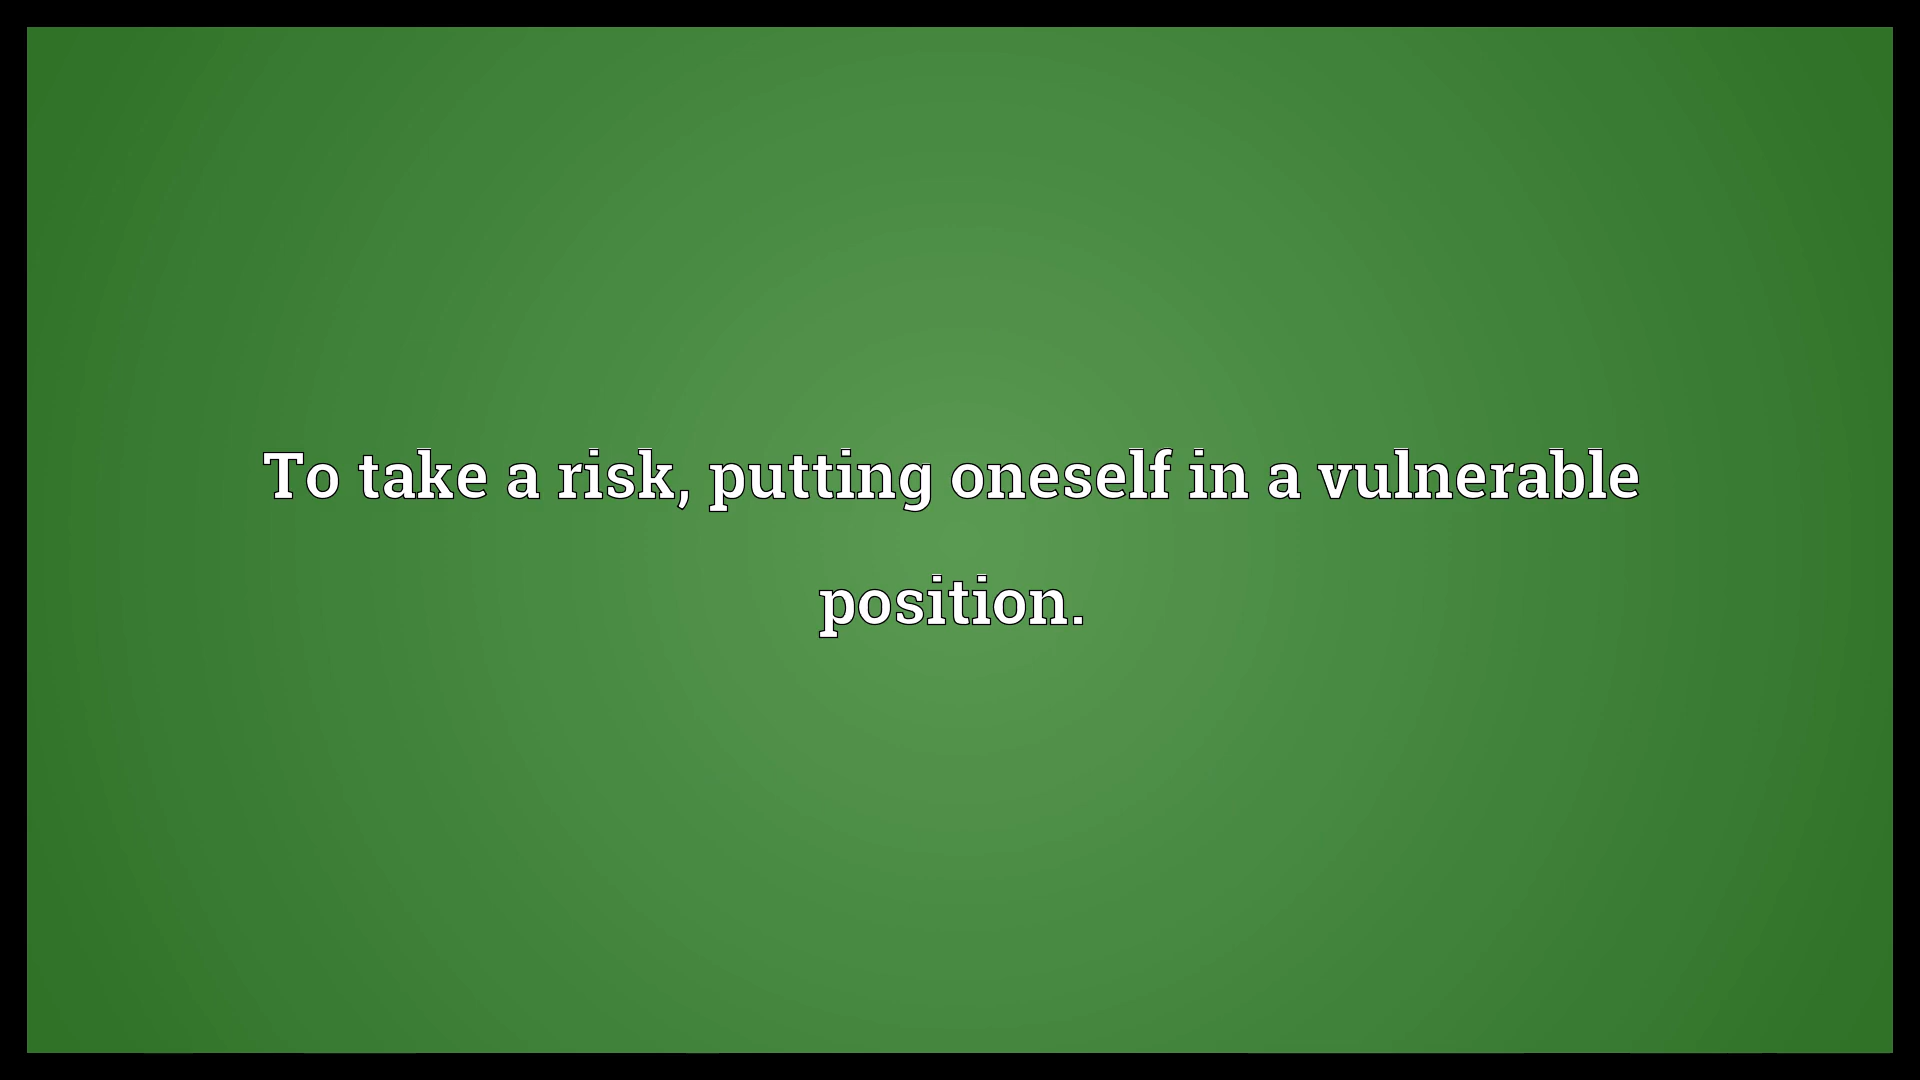 To take a risk, putting oneself in a vulnerable
position.